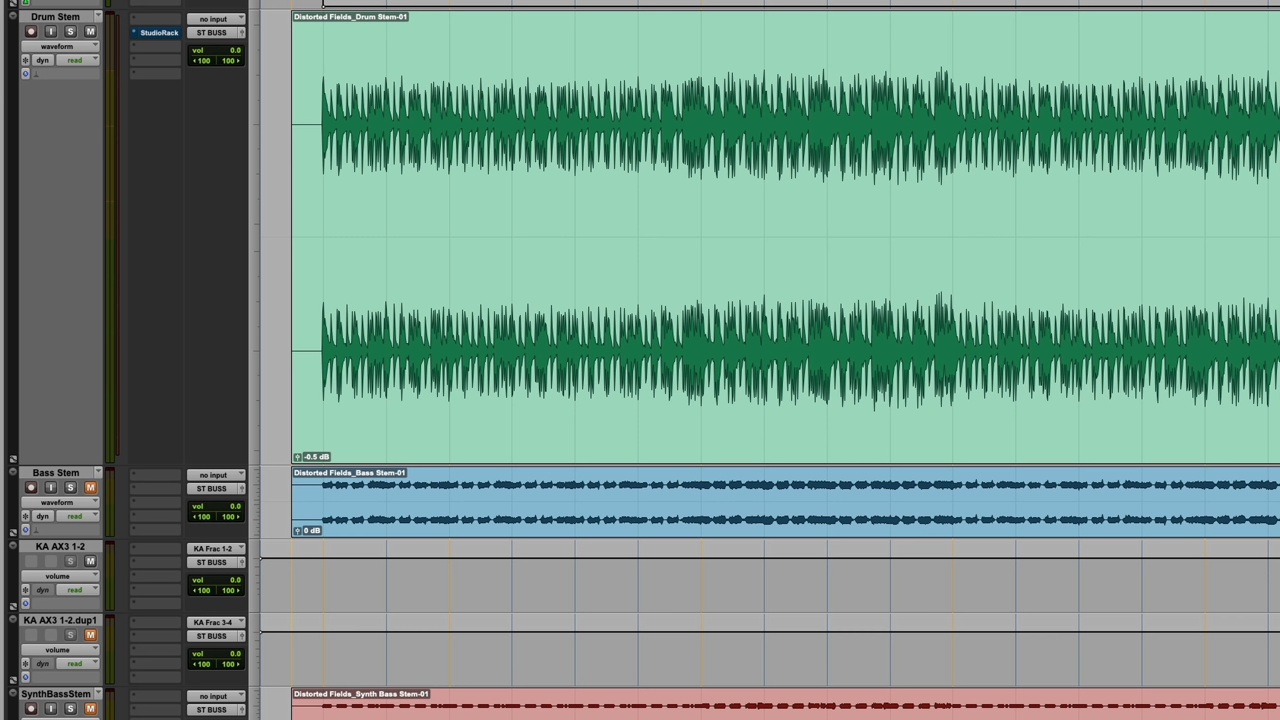 Drum Stem
no input
Distorted Fields_Drum Stem-01
I S M
StudioRack
ST BUSS
waveform
vol 0.0
dyn read
100 100
-0.5 dB
Bass Stem
no input
Distorted Fields_Bass Stem-01
I S M
ST BUSS
waveform
vol 0.0
dyn read
100 100
0 dB
KA AX3 1-2
KA Frac 1-2
S M
ST BUSS
volume
vol 0.0
dyn read
100 100
KA AX3 1-2.dup1
KA Frac 3-4
S M
ST BUSS
volume
vol 0.0
dyn read
100 100
SynthBassStem
no input
Distorted Fields_Synth Bass Stem-01
I S M
ST BUSS